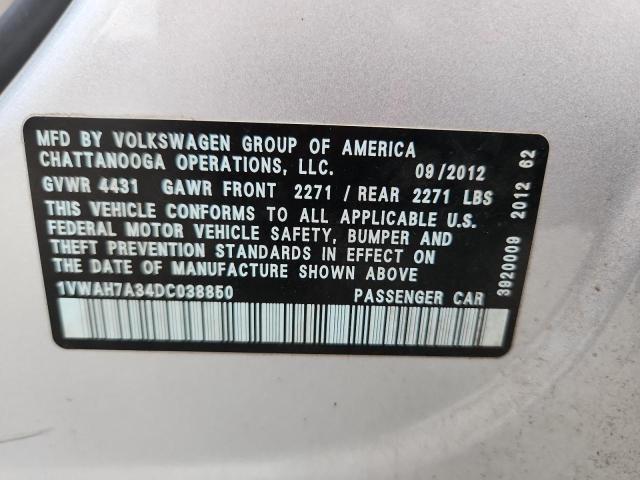 MFD BY VOLKSWAGEN GROUP OF AMERICA
CHATTANOOGA OPERATIONS, LLC. 09/2012
GVWR 4431 GAWR FRONT 2271 / REAR 2271 LBS
THIS VEHICLE CONFORMS TO ALL APPLICABLE U.S.
FEDERAL MOTOR VEHICLE SAFETY, BUMPER AND
THEFT PREVENTION STANDARDS IN EFFECT ON
THE DATE OF MANUFACTURE SHOWN ABOVE.
1VWAH7A34DC038850 PASSENGER CAR
3920009 2012 62